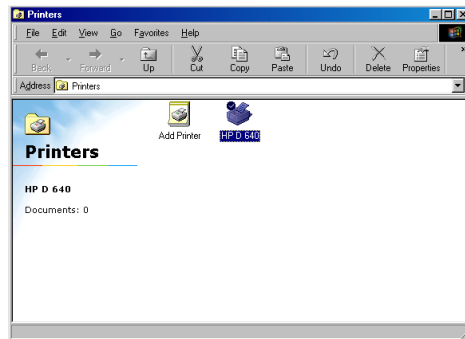 Printers
File Edit View Go Favorites Help
Back Forward Up Cut Copy Paste Undo Delete Properties
Address Printers
Add Printer HP D 640
Printers
HP D 640
Documents: 0